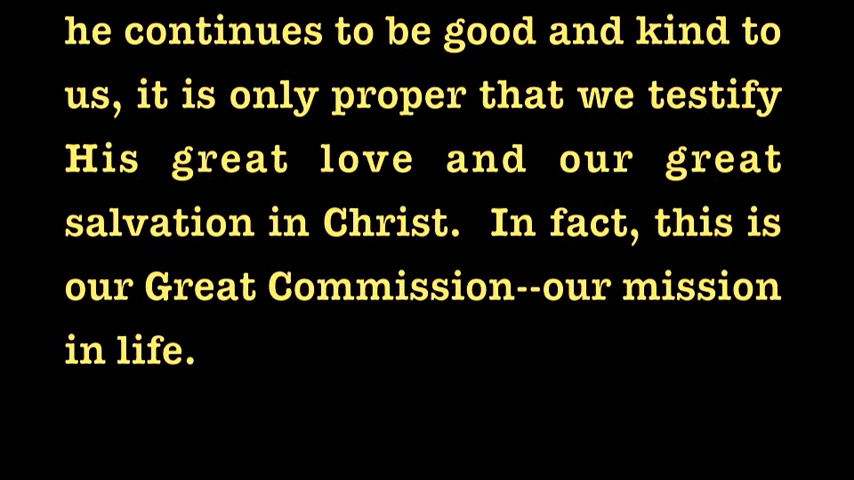 he continues to be good and kind to
us, it is only proper that we testify
His great love and our great
salvation in Christ.  In fact, this is
our Great Commission--our mission
in life.